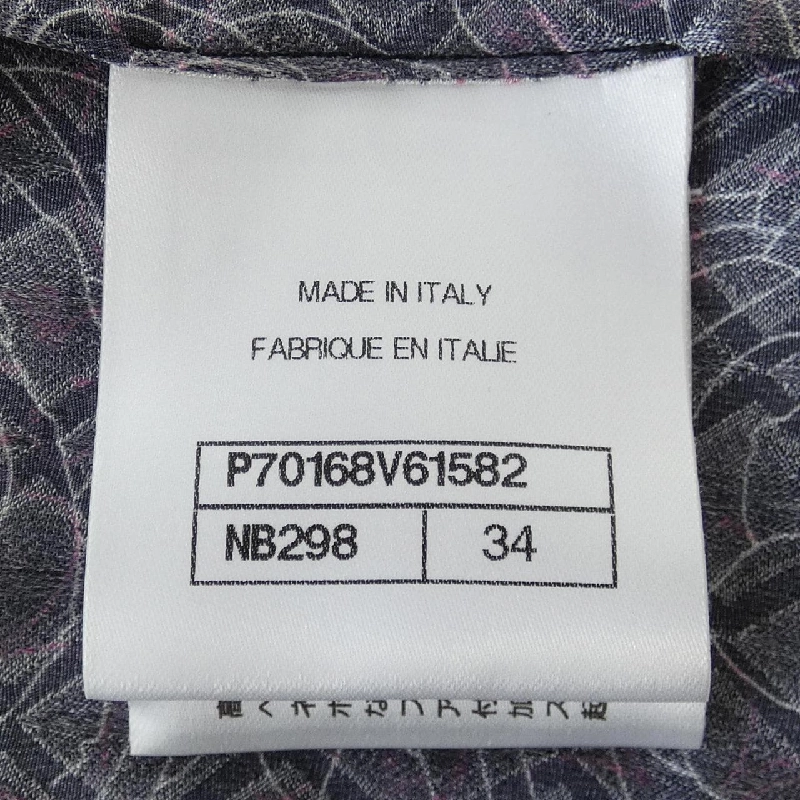 MADE IN ITALY
FABRIQUE EN ITALIE
P70168V61582
NB298 34